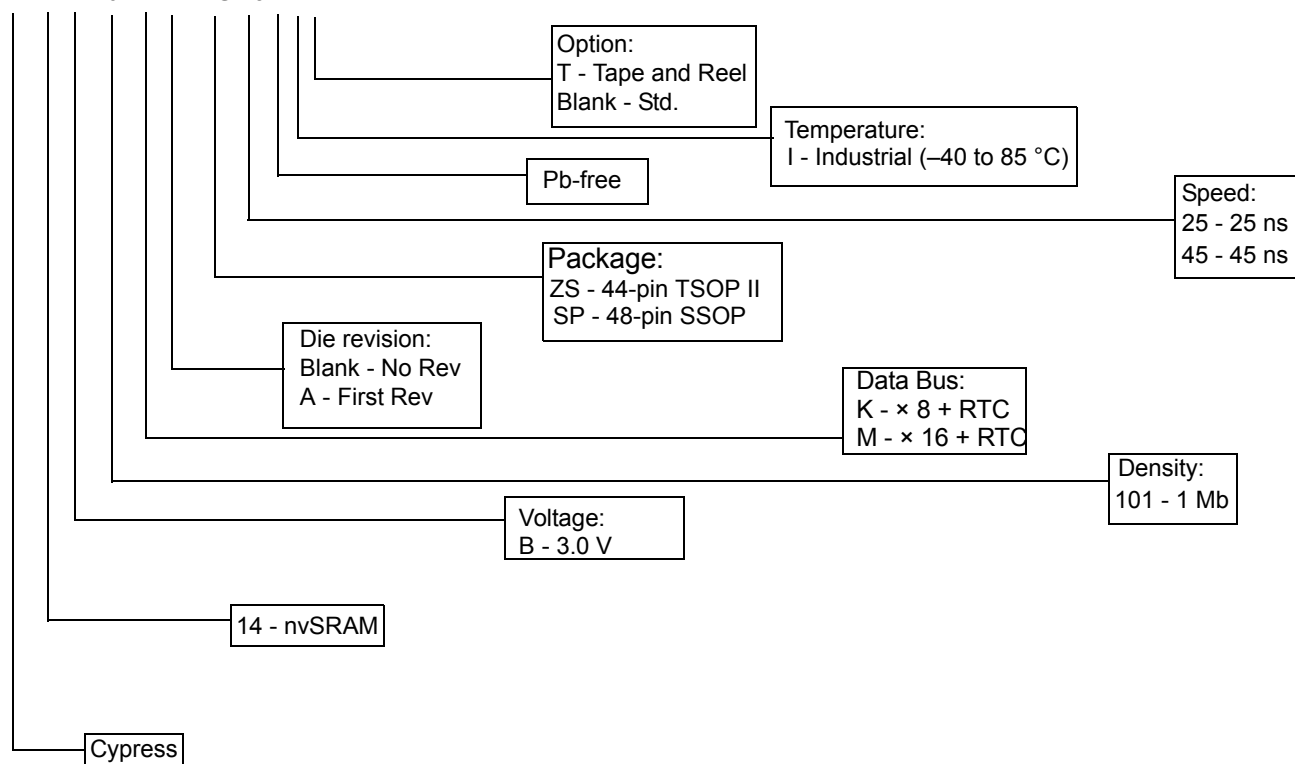 Option:
T - Tape and Reel
Blank - Std.
Temperature:
I - Industrial (–40 to 85 °C)
Pb-free
Speed:
25 - 25 ns
45 - 45 ns
Package:
ZS - 44-pin TSOP II
SP - 48-pin SSOP
Die revision:
Blank - No Rev
A - First Rev
Data Bus:
K - × 8 + RTC
M - × 16 + RTC
Density:
101 - 1 Mb
Voltage:
B - 3.0 V
14 - nvSRAM
Cypress